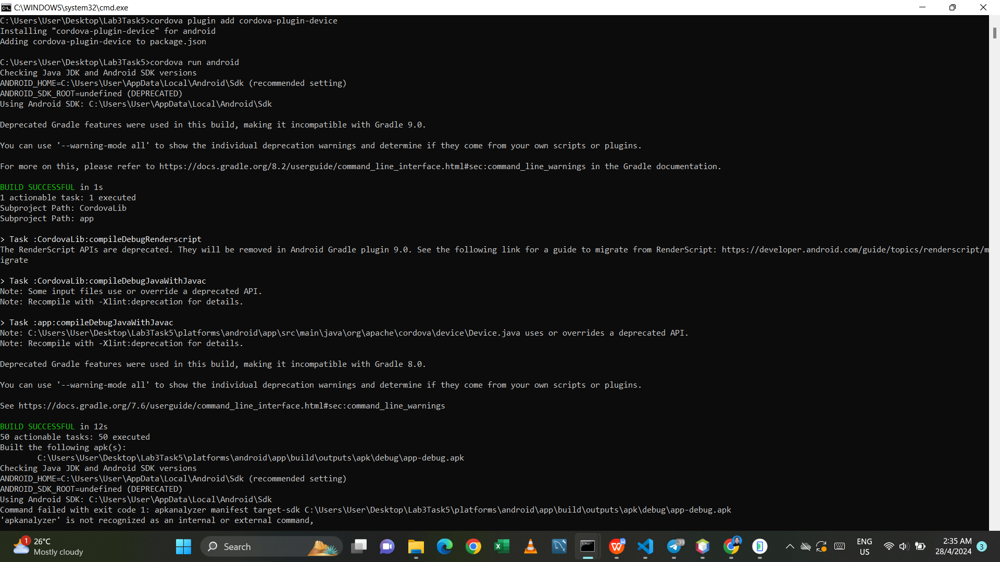 C:\WINDOWS\system32\cmd.exe
C:\Users\User\Desktop\Lab3Task5>cordova plugin add cordova-plugin-device
Installing "cordova-plugin-device" for android
Adding cordova-plugin-device to package.json
C:\Users\User\Desktop\Lab3Task5>cordova run android
Checking Java JDK and Android SDK versions
ANDROID_HOME=C:\Users\User\AppData\Local\Android\Sdk (recommended setting)
ANDROID_SDK_ROOT=undefined (DEPRECATED)
Using Android SDK: C:\Users\User\AppData\Local\Android\Sdk
Deprecated Gradle features were used in this build, making it incompatible with Gradle 9.0.
You can use '--warning-mode all' to show the individual deprecation warnings and determine if they come from your own scripts or plugins.
For more on this, please refer to https://docs.gradle.org/8.2/userguide/command_line_interface.html#sec:command_line_warnings in the Gradle documentation.
BUILD SUCCESSFUL in 1s
1 actionable task: 1 executed
Subproject Path: CordovaLib
Subproject Path: app
> Task :CordovaLib:compileDebugRenderscript
The RenderScript APIs are deprecated. They will be removed in Android Gradle plugin 9.0. See the following link for a guide to migrate from RenderScript: https://developer.android.com/guide/topics/renderscript/m
igrate
> Task :CordovaLib:compileDebugJavaWithJavac
Note: Some input files use or override a deprecated API.
Note: Recompile with -Xlint:deprecation for details.
> Task :app:compileDebugJavaWithJavac
Note: C:\Users\User\Desktop\Lab3Task5\platforms\android\app\src\main\java\org\apache\cordova\device\Device.java uses or overrides a deprecated API.
Note: Recompile with -Xlint:deprecation for details.
Deprecated Gradle features were used in this build, making it incompatible with Gradle 8.0.
You can use '--warning-mode all' to show the individual deprecation warnings and determine if they come from your own scripts or plugins.
See https://docs.gradle.org/7.6/userguide/command_line_interface.html#sec:command_line_warnings
BUILD SUCCESSFUL in 12s
50 actionable tasks: 50 executed
Built the following apk(s):
C:\Users\User\Desktop\Lab3Task5\platforms\android\app\build\outputs\apk\debug\app-debug.apk
Checking Java JDK and Android SDK versions
ANDROID_HOME=C:\Users\User\AppData\Local\Android\Sdk (recommended setting)
ANDROID_SDK_ROOT=undefined (DEPRECATED)
Using Android SDK: C:\Users\User\AppData\Local\Android\Sdk
Command failed with exit code 1: apkanalyzer manifest target-sdk C:\Users\User\Desktop\Lab3Task5\platforms\android\app\build\outputs\apk\debug\app-debug.apk
'apkanalyzer' is not recognized as an internal or external command,
1
26°C
Mostly cloudy
Search
39
ENG
US
2:35 AM
28/4/2024
3